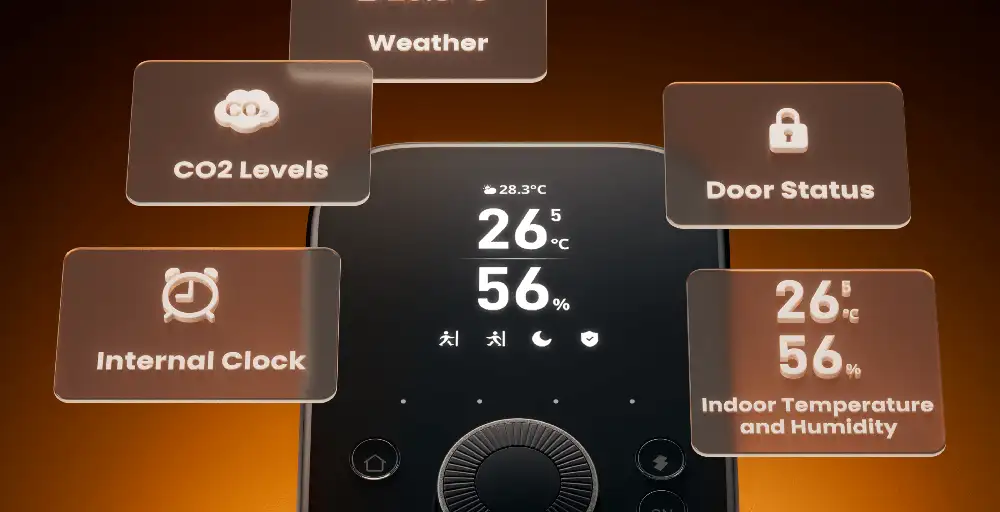 Weather
CO2
CO2 Levels
Door Status
28.3°C
26 5 °C
56 %
Internal Clock
26 5 °C
56 %
Indoor Temperature
and Humidity